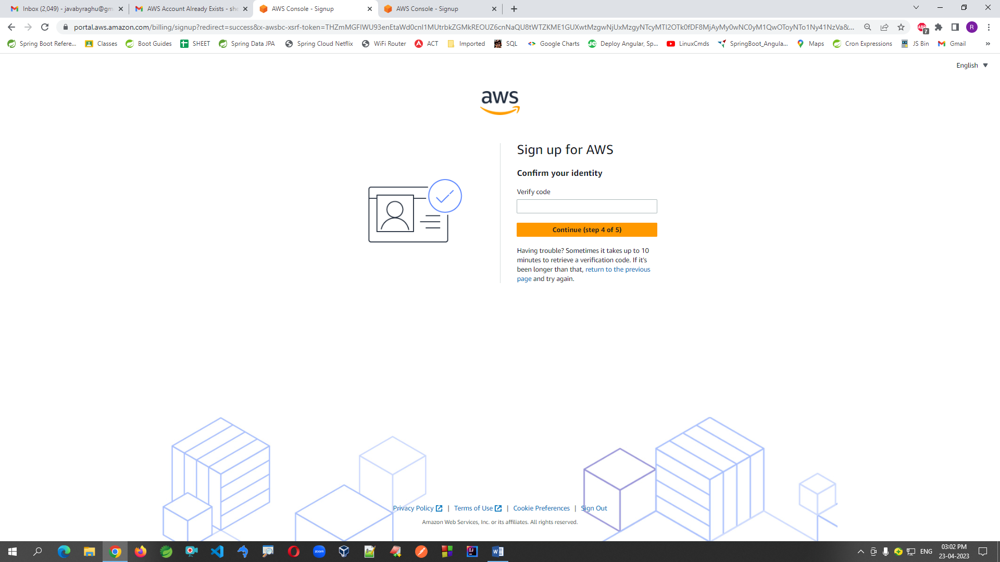 Inbox (2,049) - javabyraghu@gm
AWS Account Already Exists - she
AWS Console - Signup
AWS Console - Signup
portal.aws.amazon.com/billing/signup?redirect=success&x-awsbc-xsrf-token=THZmMGFIWU93enEtaWd0cnI1MUtrbkZGMkREOUZ6cnNaQU8tWTZKME1GUXwtMzgwNjUxMzgyNTcyMTI2OTk0fDF8MjAyMy0wNC0yM1QwOToyNTo1Ny41NzVa&...
ABP
7
R
Spring Boot Refere...
Classes
Boot Guides
SHEET
Spring Data JPA
Spring Cloud Netflix
WiFi Router
ACT
Imported
SQL
Google Charts
Deploy Angular, Sp...
LinuxCmds
SpringBoot_Angula...
Maps
Cron Expressions
JS Bin
Gmail
»
English
aws
Sign up for AWS
Confirm your identity
Verify code
Continue (step 4 of 5)
Having trouble? Sometimes it takes up to 10
minutes to retrieve a verification code. If it's
been longer than that, return to the previous
page and try again.
Privacy Policy | Terms of Use | Cookie Preferences | Sign Out
Amazon Web Services, Inc. or its affiliates. All rights reserved.
zoom
IJ
W
ENG
03:02 PM
23-04-2023